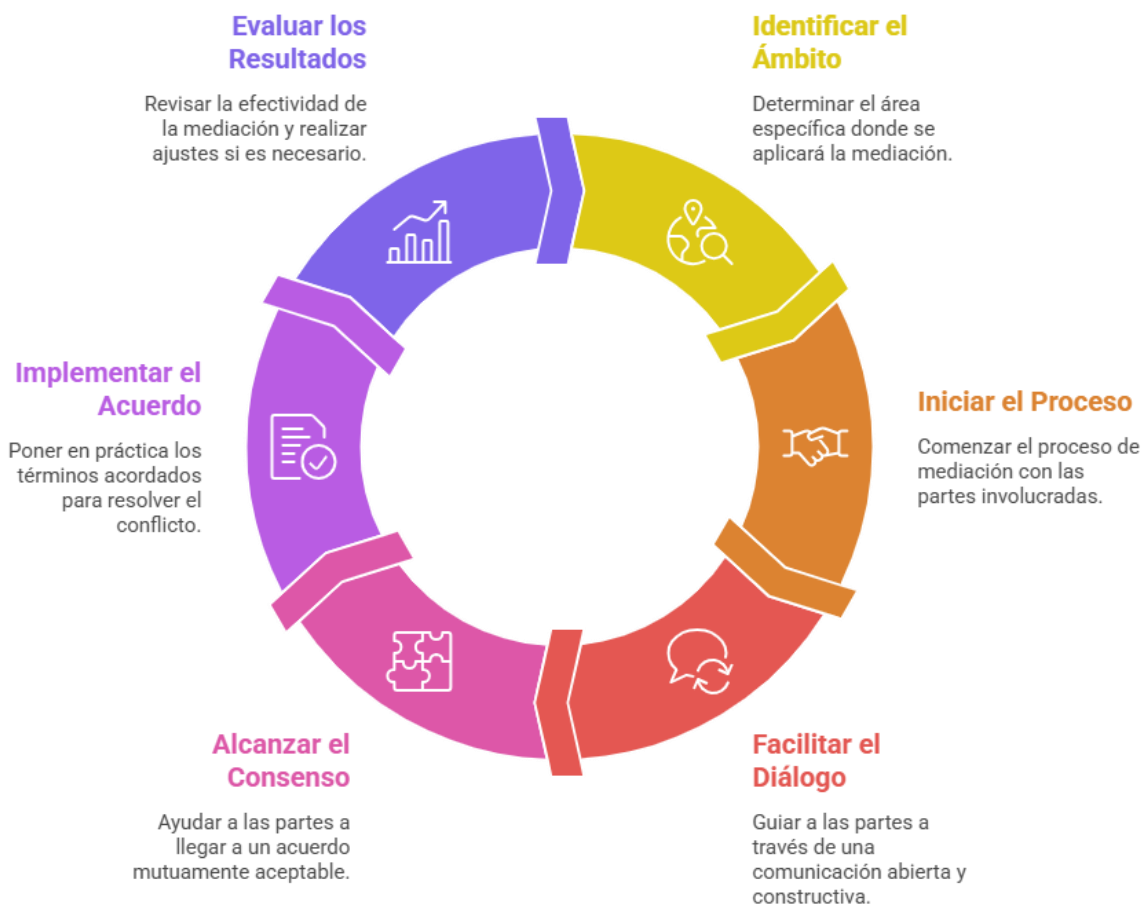 Evaluar los
Resultados
Revisar la efectividad de
la mediación y realizar
ajustes si es necesario.
Identificar el
Ámbito
Determinar el área
específica donde se
aplicará la mediación.
Implementar el
Acuerdo
Poner en práctica los
términos acordados
para resolver el
conflicto.
Iniciar el Proceso
Comenzar el proceso de
mediación con las
partes involucradas.
Alcanzar el
Consenso
Ayudar a las partes a
llegar a un acuerdo
mutuamente aceptable.
Facilitar el
Diálogo
Guiar a las partes a
través de una
comunicación abierta y
constructiva.